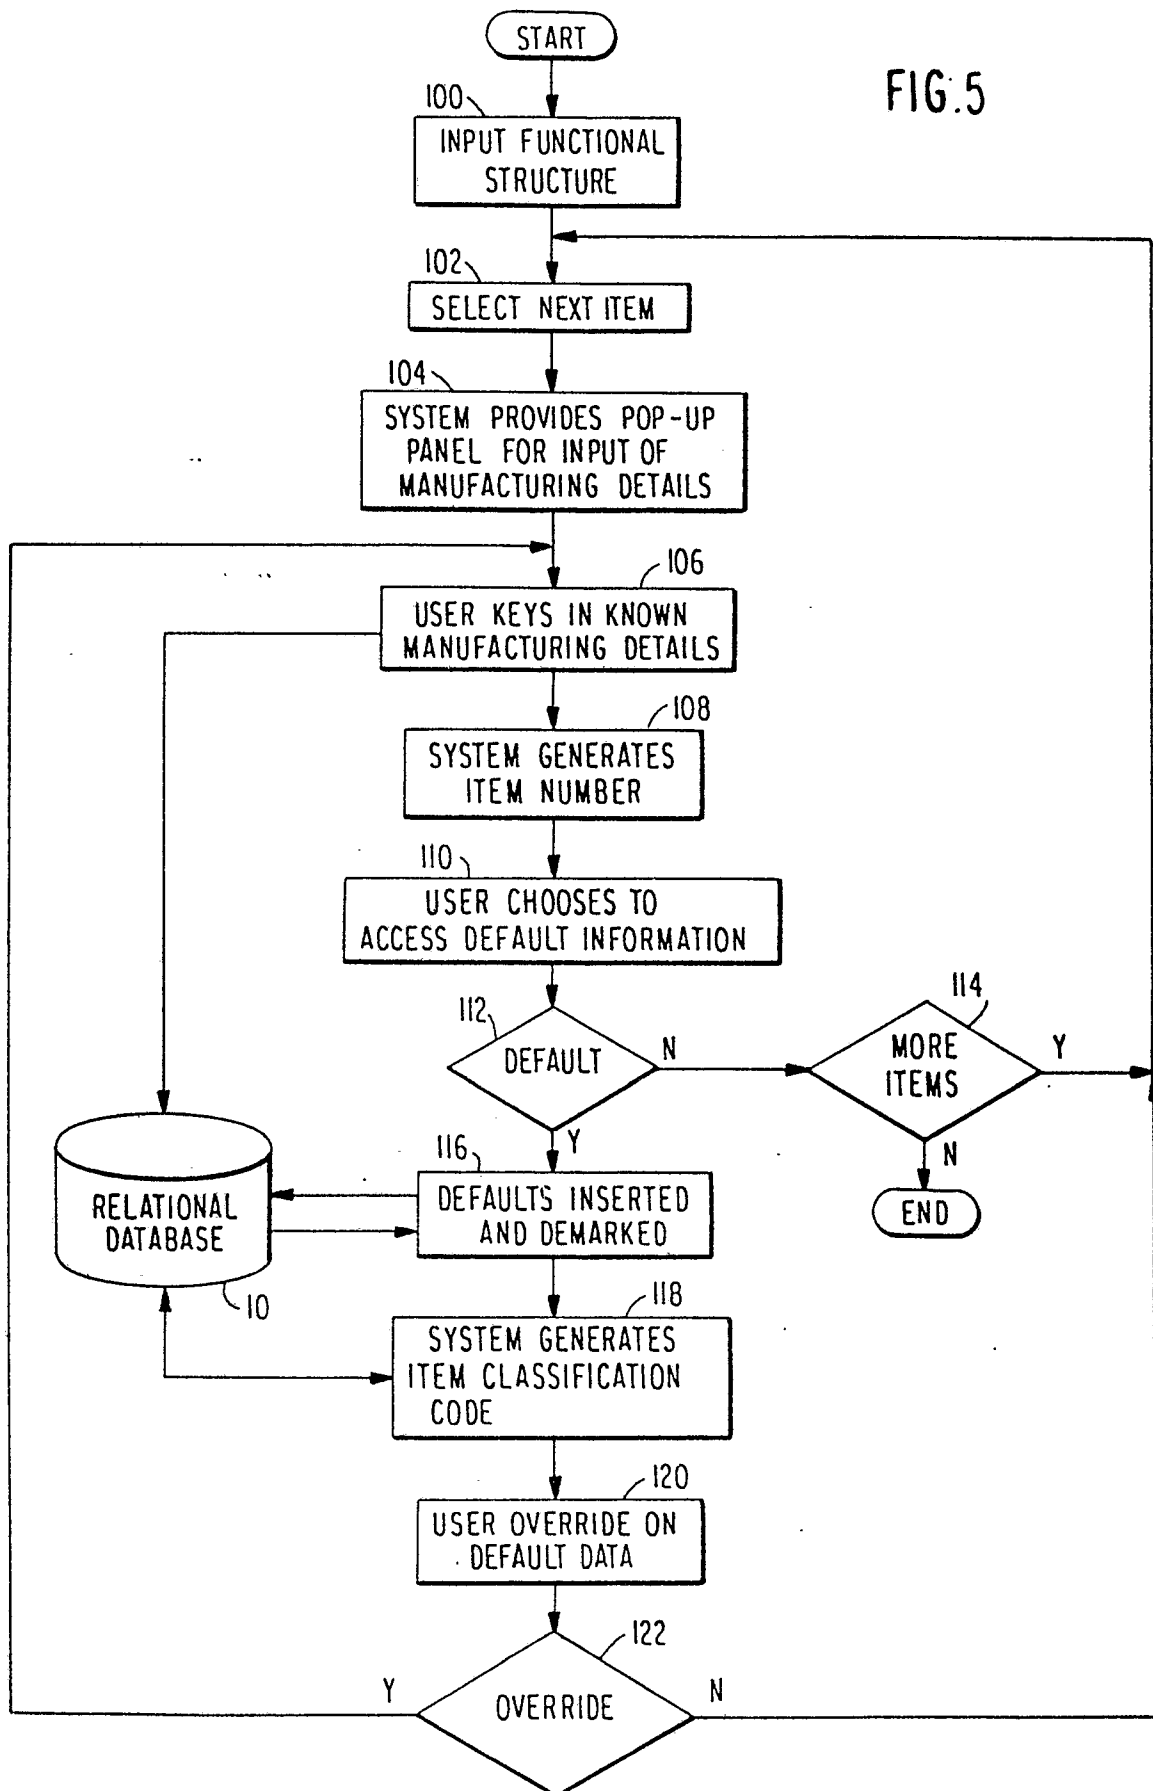 START
FIG.5
100
INPUT FUNCTIONAL
STRUCTURE
102
SELECT NEXT ITEM
104
SYSTEM PROVIDES POP-UP
PANEL FOR INPUT OF
MANUFACTURING DETAILS
106
USER KEYS IN KNOWN
MANUFACTURING DETAILS
108
SYSTEM GENERATES
ITEM NUMBER
110
USER CHOOSES TO
ACCESS DEFAULT INFORMATION
112
DEFAULT
N
Y
114
MORE
ITEMS
Y
N
END
116
DEFAULTS INSERTED
AND DEMARKED
RELATIONAL
DATABASE
10
118
SYSTEM GENERATES
ITEM CLASSIFICATION
CODE
120
USER OVERRIDE ON
DEFAULT DATA
122
Y
OVERRIDE
N